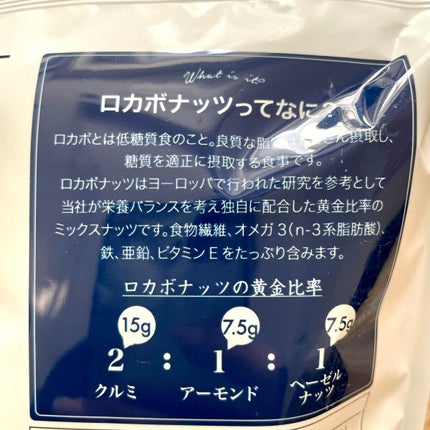 What is it?
ロカボナッツってなに?
ロカボとは低糖質食のこと。良質な脂質 摂取し、
糖質を適正に摂取する食事です。
ロカボナッツはヨーロッパで行われた研究を参考として
当社が栄養バランスを考え独自に配合した黄金比率の
ミックスナッツです。食物繊維、オメガ3(n-3系脂肪酸)、
鉄、亜鉛、ビタミンEをたっぷり含みます。
ロカボナッツの黄金比率
15g 7.5g 7.5g
2 : 1 : 1
クルミ アーモンド ヘーゼル
ナッツ